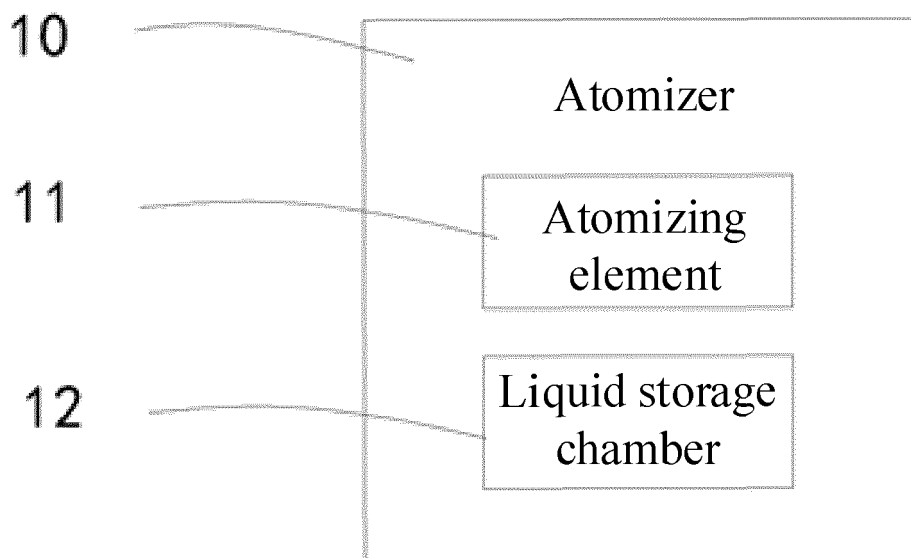 10
Atomizer
11
Atomizing
element
12
Liquid storage
chamber